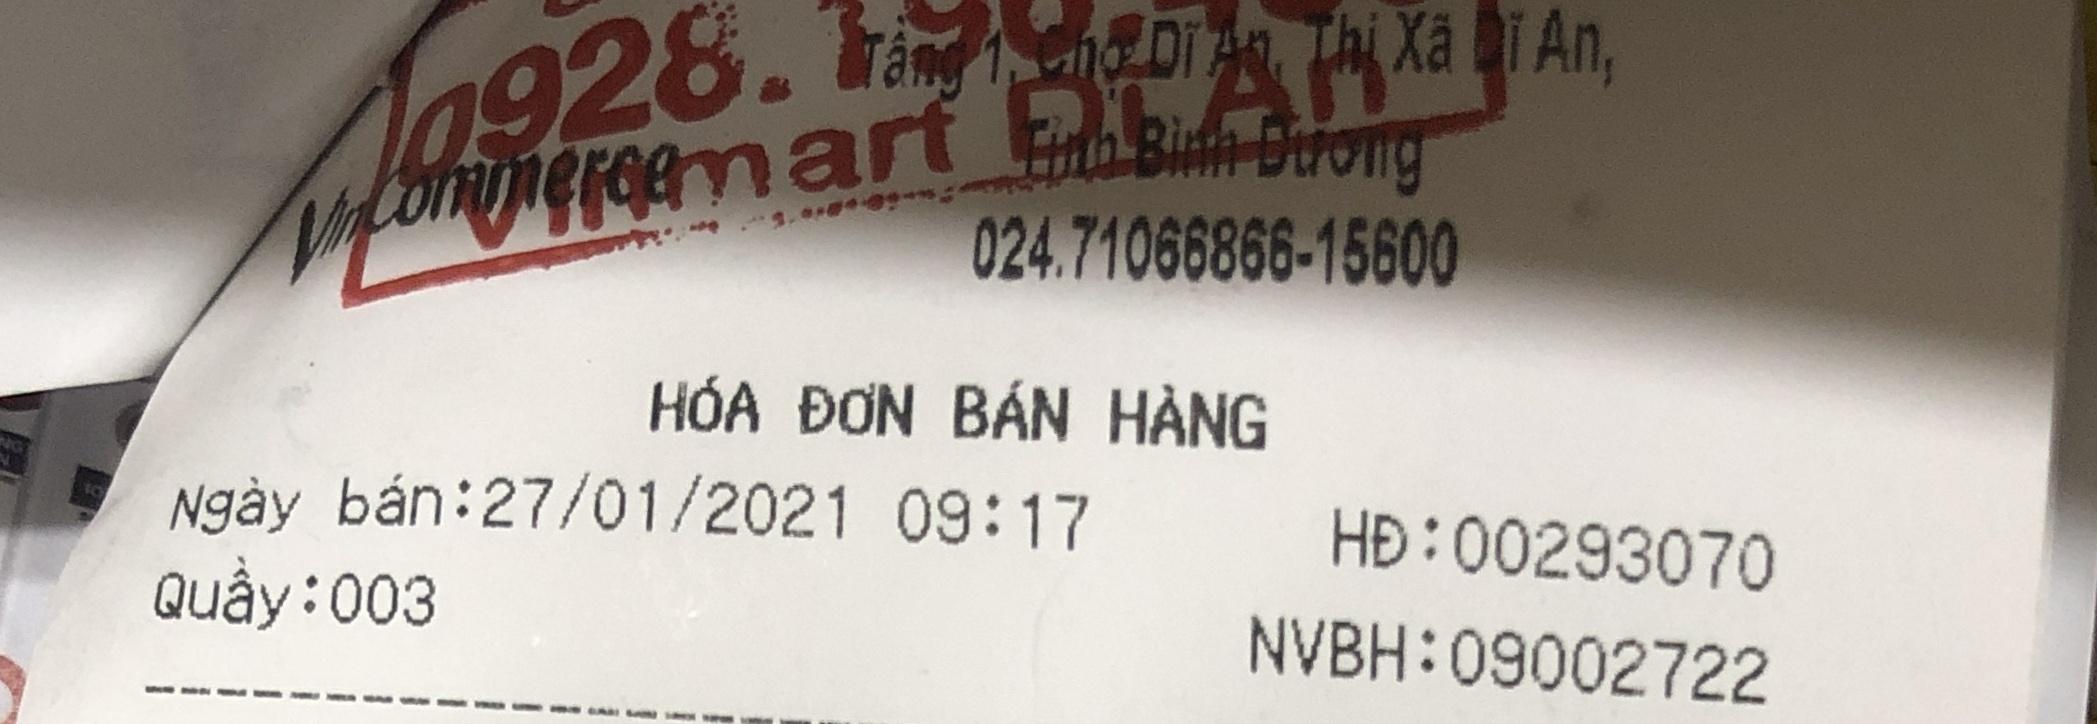 0928.
Tầng 1, Chợ Dĩ An, Thị Xã Dĩ An,
Vinmart Dĩ An
VinCommerce
Tỉnh Bình Dương
024.71066866-15600
HÓA ĐƠN BÁN HÀNG
Ngày bán:27/01/2021 09:17
HĐ:00293070
Quầy:003
NVBH:09002722